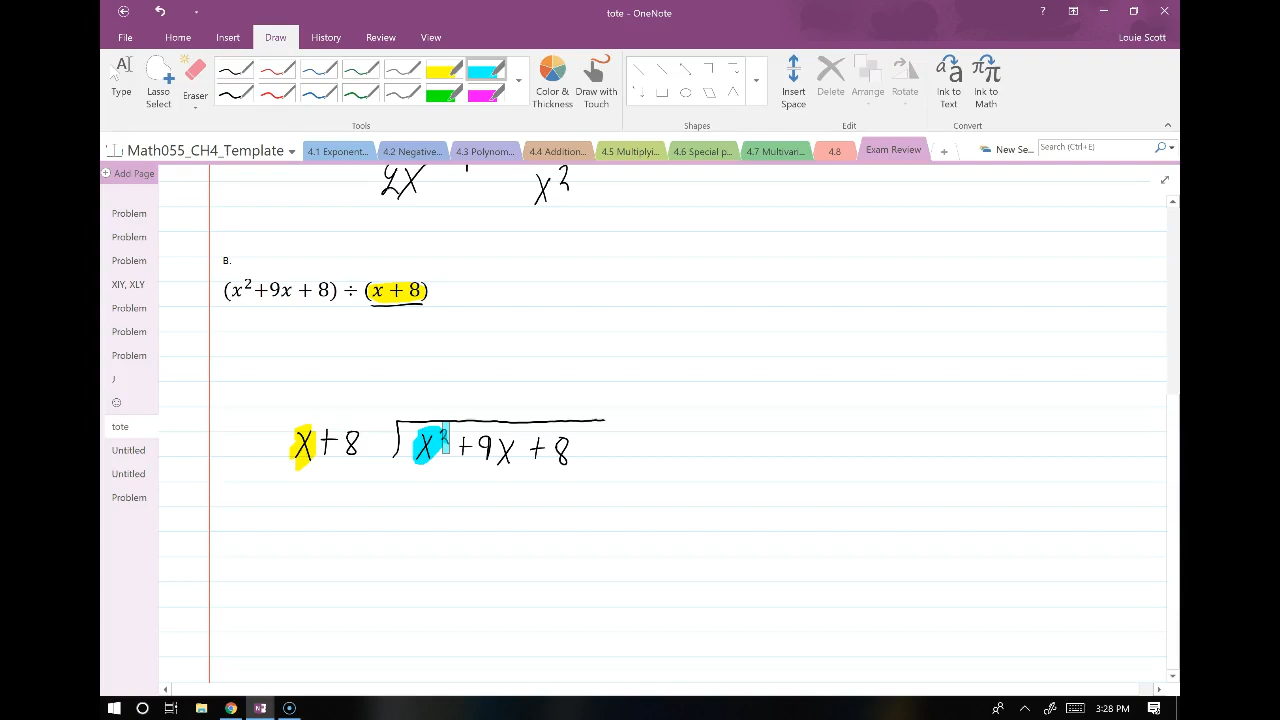 tote - OneNote
?
File Home Insert Draw History Review View Louie Scott
Type Lasso Select Eraser Color & Thickness Draw with Touch Insert Space Delete Arrange Rotate Ink to Text Ink to Math
Tools Shapes Edit Convert
Math055_CH4_Template 4.1 Exponent... 4.2 Negative... 4.3 Polynom... 4.4 Addition... 4.5 Multiplyi... 4.6 Special p... 4.7 Multivari... 4.8 Exam Review + New Se... Search (Ctrl+E)
Add Page
2x x²
Problem
Problem
B.
Problem
XIY, XLY
(x²+9x + 8) ÷ (x + 8)
Problem
Problem
Problem
J
tote
x+8 x²+9x+8
Untitled
Untitled
Problem
3:28 PM